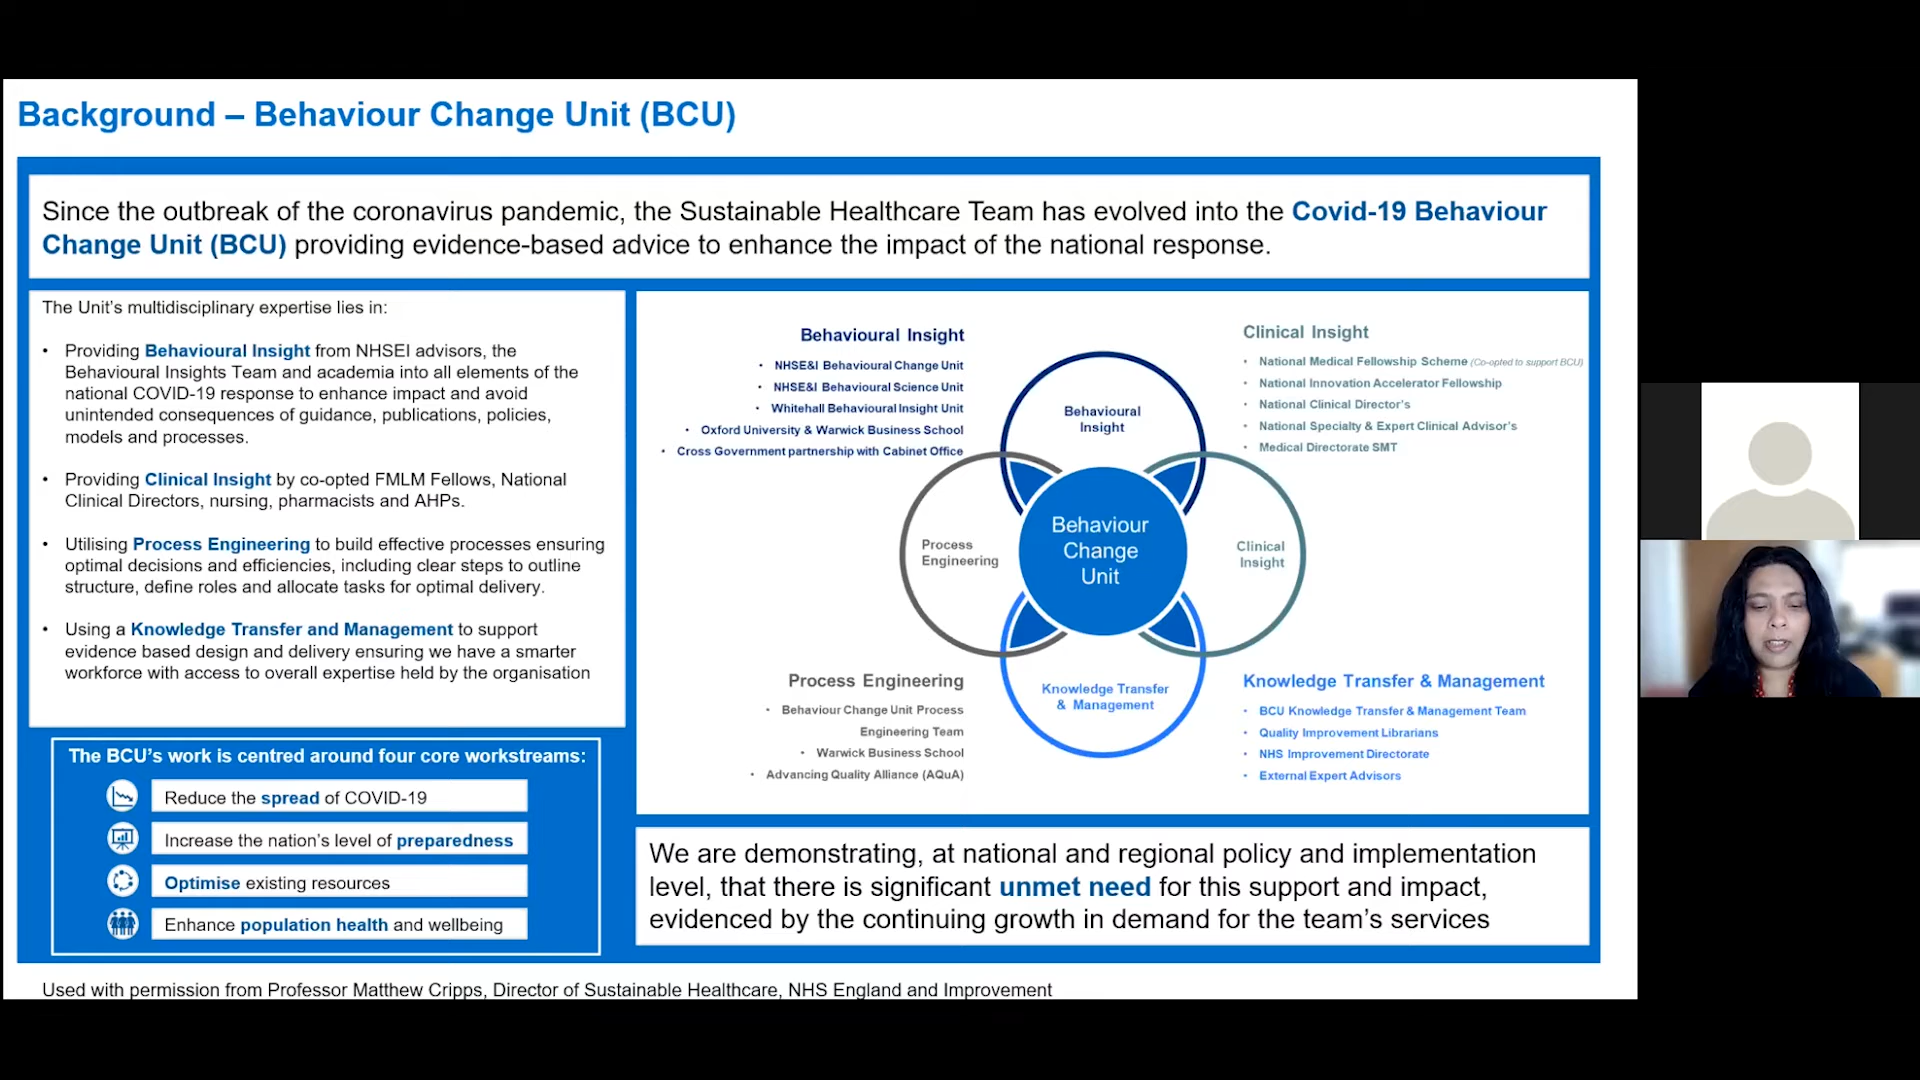 Background – Behaviour Change Unit (BCU)
Since the outbreak of the coronavirus pandemic, the Sustainable Healthcare Team has evolved into the Covid-19 Behaviour
Change Unit (BCU) providing evidence-based advice to enhance the impact of the national response.
The Unit's multidisciplinary expertise lies in:
• Providing Behavioural Insight from NHSEI advisors, the
Behavioural Insights Team and academia into all elements of the
national COVID-19 response to enhance impact and avoid
unintended consequences of guidance, publications, policies,
models and processes.
• Providing Clinical Insight by co-opted FMLM Fellows, National
Clinical Directors, nursing, pharmacists and AHPs.
• Utilising Process Engineering to build effective processes ensuring
optimal decisions and efficiencies, including clear steps to outline
structure, define roles and allocate tasks for optimal delivery.
• Using a Knowledge Transfer and Management to support
evidence based design and delivery ensuring we have a smarter
workforce with access to overall expertise held by the organisation
The BCU's work is centred around four core workstreams:
Reduce the spread of COVID-19
Increase the nation's level of preparedness
Optimise existing resources
Enhance population health and wellbeing
Behavioural Insight
• NHSE&I Behavioural Change Unit
• NHSE&I Behavioural Science Unit
• Whitehall Behavioural Insight Unit
• Oxford University & Warwick Business School
• Cross Government partnership with Cabinet Office
Clinical Insight
• National Medical Fellowship Scheme (Co-opted to support BCU)
• National Innovation Accelerator Fellowship
• National Clinical Director's
• National Specialty & Expert Clinical Advisor's
• Medical Directorate SMT
Behavioural
Insight
Process
Engineering
Behaviour
Change
Unit
Clinical
Insight
Knowledge Transfer
& Management
Process Engineering
• Behaviour Change Unit Process
Engineering Team
• Warwick Business School
• Advancing Quality Alliance (AQuA)
Knowledge Transfer & Management
• BCU Knowledge Transfer & Management Team
• Quality Improvement Librarians
• NHS Improvement Directorate
• External Expert Advisors
We are demonstrating, at national and regional policy and implementation
level, that there is significant unmet need for this support and impact,
evidenced by the continuing growth in demand for the team's services
Used with permission from Professor Matthew Cripps, Director of Sustainable Healthcare, NHS England and Improvement